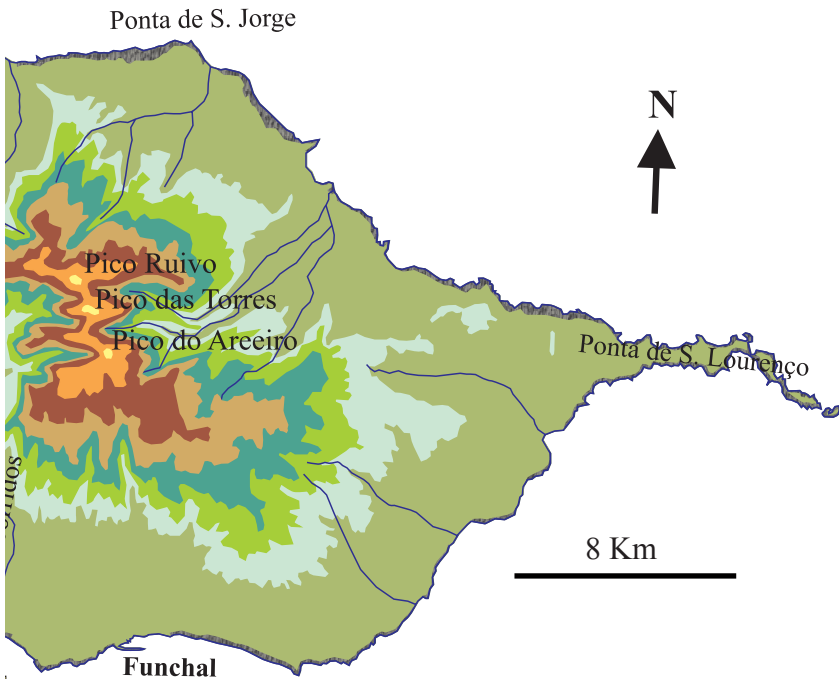 Ponta de S. Jorge
N
Pico Ruivo
Pico das Torres
Pico do Areeiro
Ponta de S. Lourenço
8 Km
Funchal